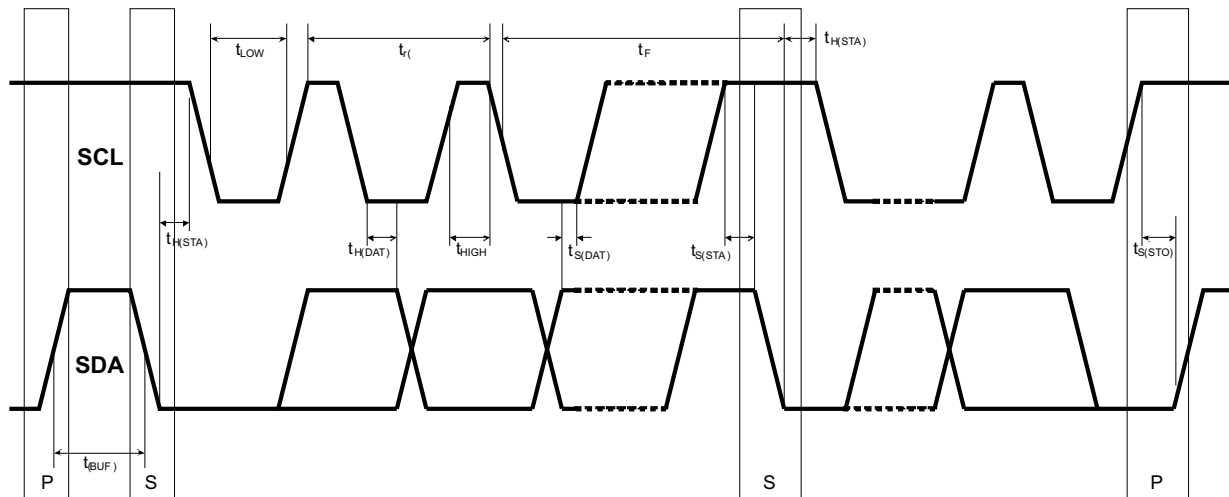 tLOW
tr(
tF
tH(STA)
SCL
tH(STA)
tH(DAT)
tHIGH
tS(DAT)
tS(STA)
tS(STO)
SDA
t(BUF)
P
S
S
P